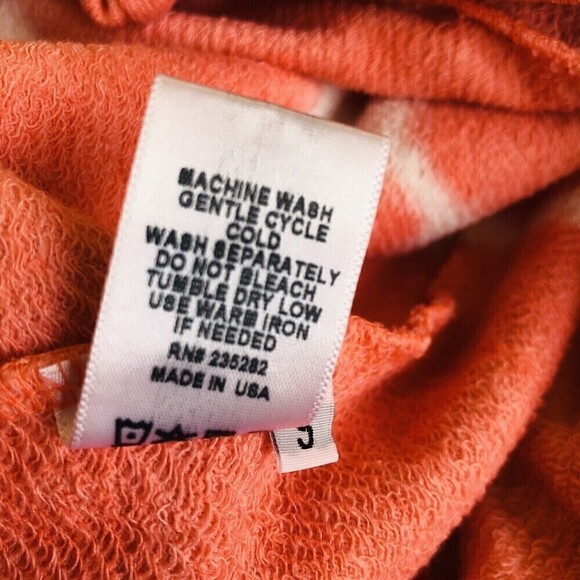 MACHINE WASH
GENTLE CYCLE
COLD
WASH SEPARATELY
DO NOT BLEACH
TUMBLE DRY LOW
USE WARM IRON
IF NEEDED
RN# 235282
MADE IN USA